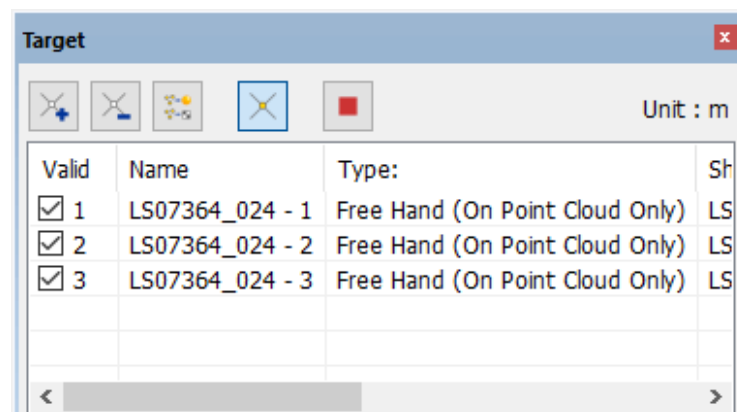 Target
Unit : m
Valid Name Type: Sh
1 LS07364_024 - 1 Free Hand (On Point Cloud Only) LS
2 LS07364_024 - 2 Free Hand (On Point Cloud Only) LS
3 LS07364_024 - 3 Free Hand (On Point Cloud Only) LS